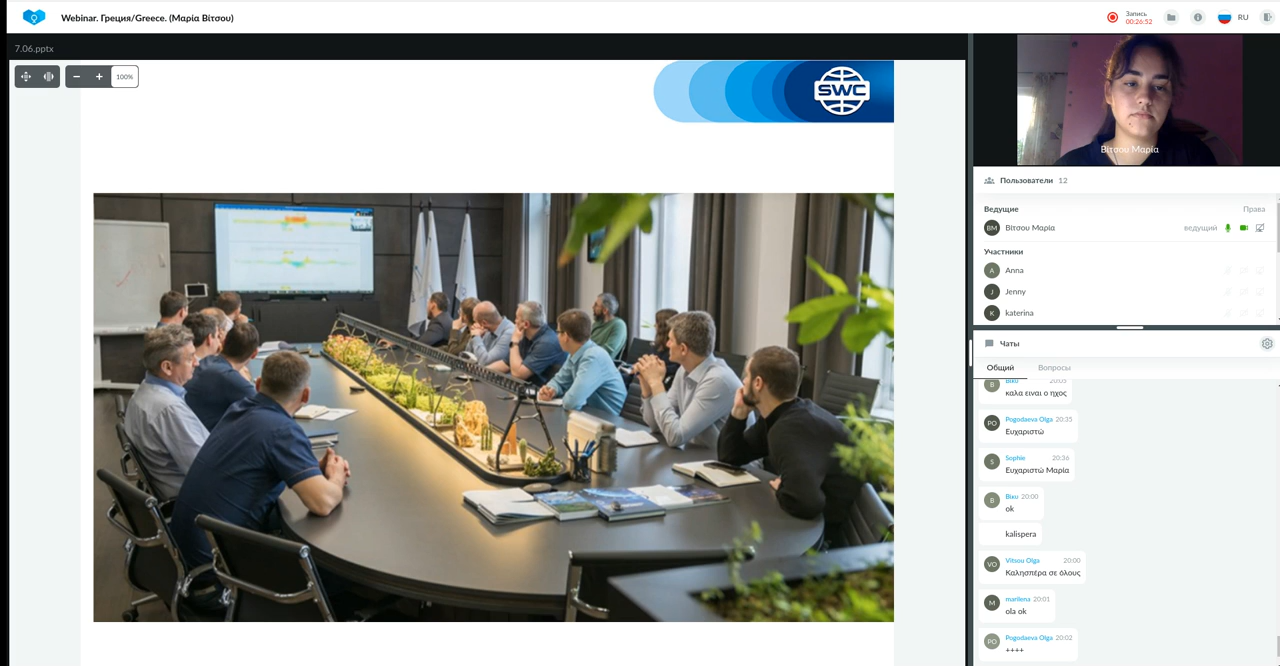 Webinar. Греция/Greece. (Μαρία Βίτσου)
Запись
00:26:52
RU
7.06.pptx
100%
SWC
Βίτσου Μαρία
Пользователи 12
Ведущие Права
ΒΜ Βίτσου Μαρία ведущий
Участники
A Anna
J Jenny
K katerina
Чаты
Общий Вопросы
καλα ειναι ο ηχος
PO Pogodaeva Olga 20:35
Ευχαριστώ
S Sophie 20:36
Ευχαριστώ Μαρία
В Вiки 20:00
ok
kalispera
VO Vitsou Olga 20:00
Καλησπέρα σε όλους
M marilena 20:01
ola ok
PO Pogodaeva Olga 20:02
++++